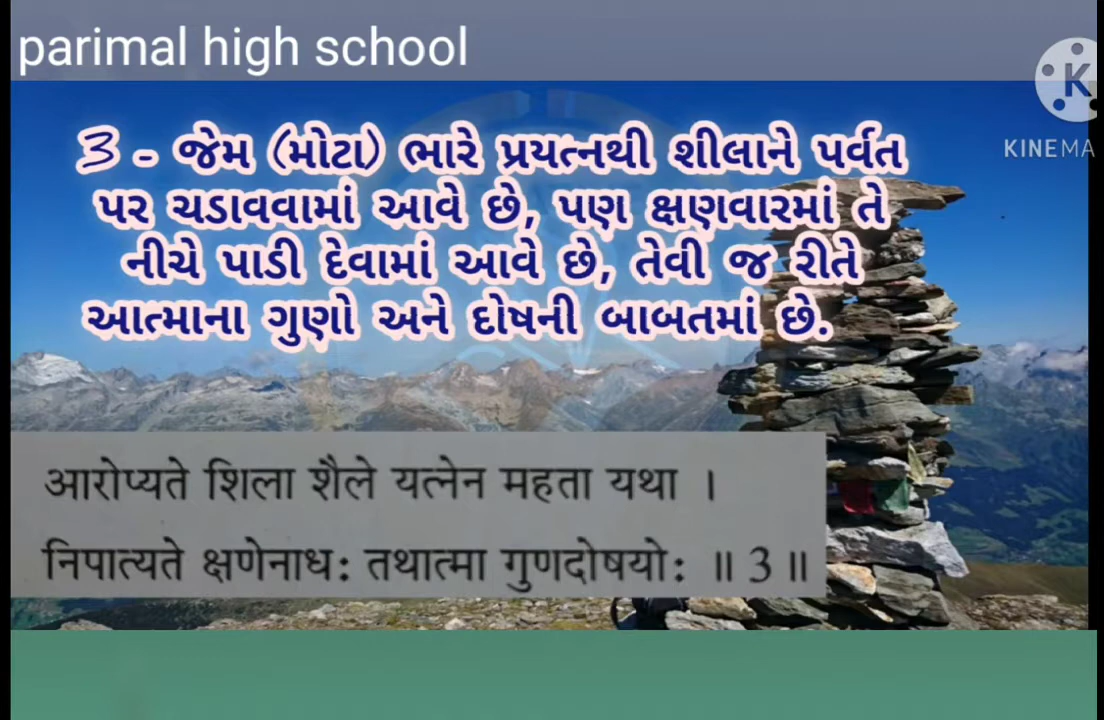 parimal high school
KINEMA
3 - જેમ (મોટા) ભારે પ્રયત્નથી શીલાને પર્વત
પર ચડાવવામાં આવે છે, પણ ક્ષણવારમાં તે
નીચે પાડી દેવામાં આવે છે, તેવી જ રીતે
આત્માના ગુણો અને દોષની બાબતમાં છે.
आरोप्यते शिला शैले यत्नेन महता यथा ।
निपात्यते क्षणेनाधः तथात्मा गुणदोषयोः ॥ 3 ॥